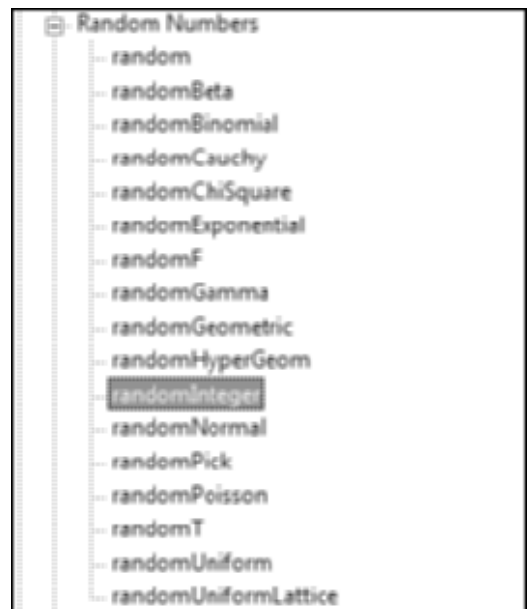 Random Numbers
random
randomBeta
randomBinomial
randomCauchy
randomChiSquare
randomExponential
randomF
randomGamma
randomGeometric
randomHyperGeom
randomInteger
randomNormal
randomPick
randomPoisson
randomT
randomUniform
randomUniformLattice